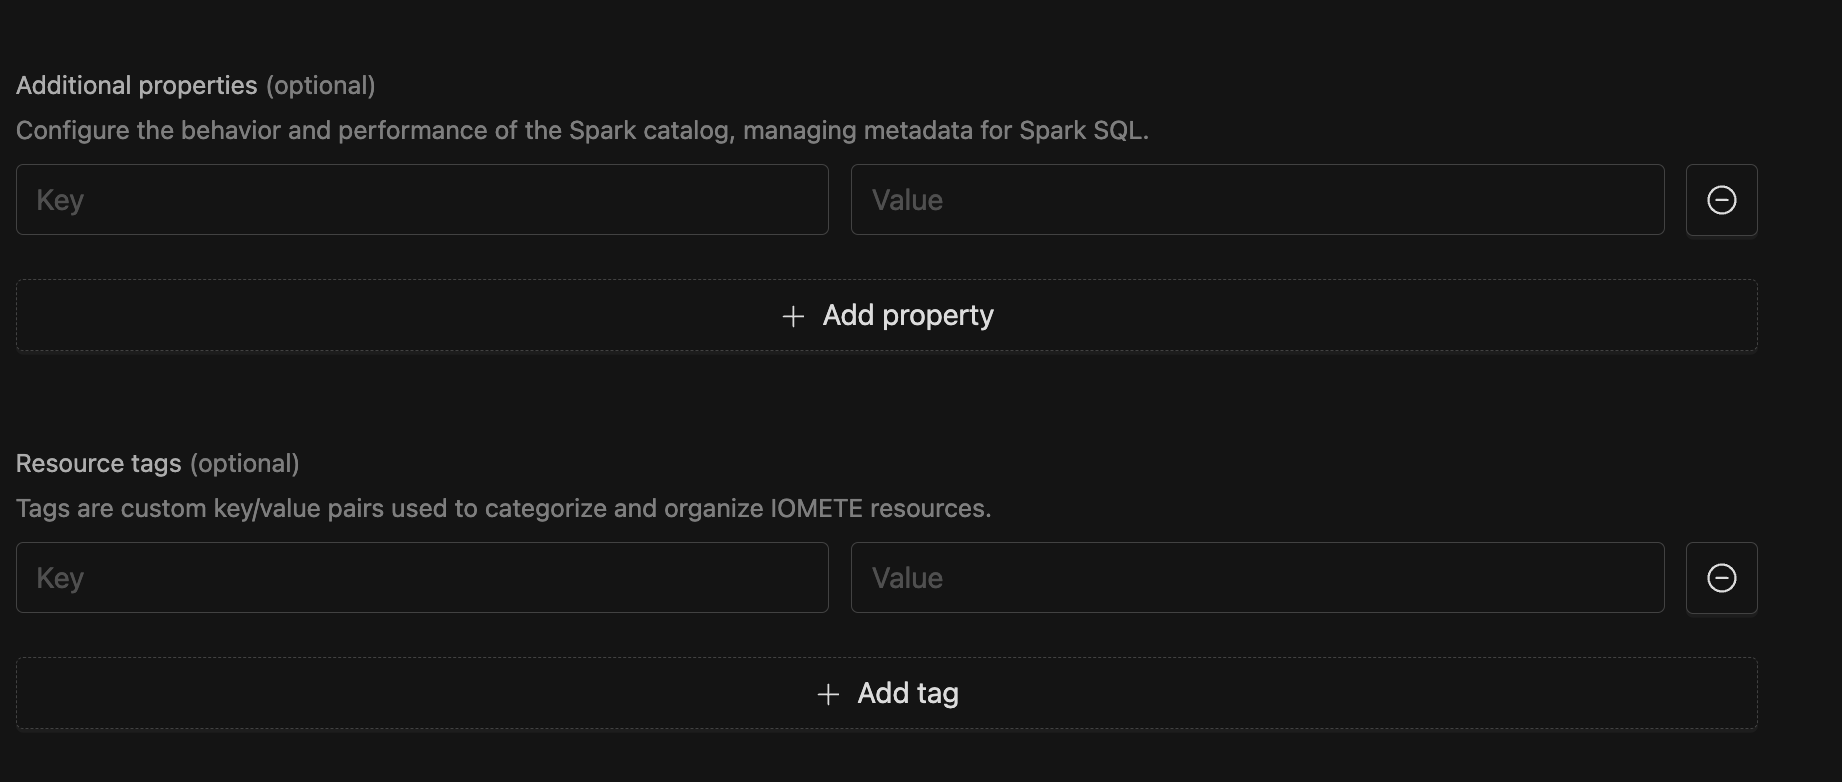 Additional properties (optional)
Configure the behavior and performance of the Spark catalog, managing metadata for Spark SQL.
Key Value
+ Add property
Resource tags (optional)
Tags are custom key/value pairs used to categorize and organize IOMETE resources.
Key Value
+ Add tag